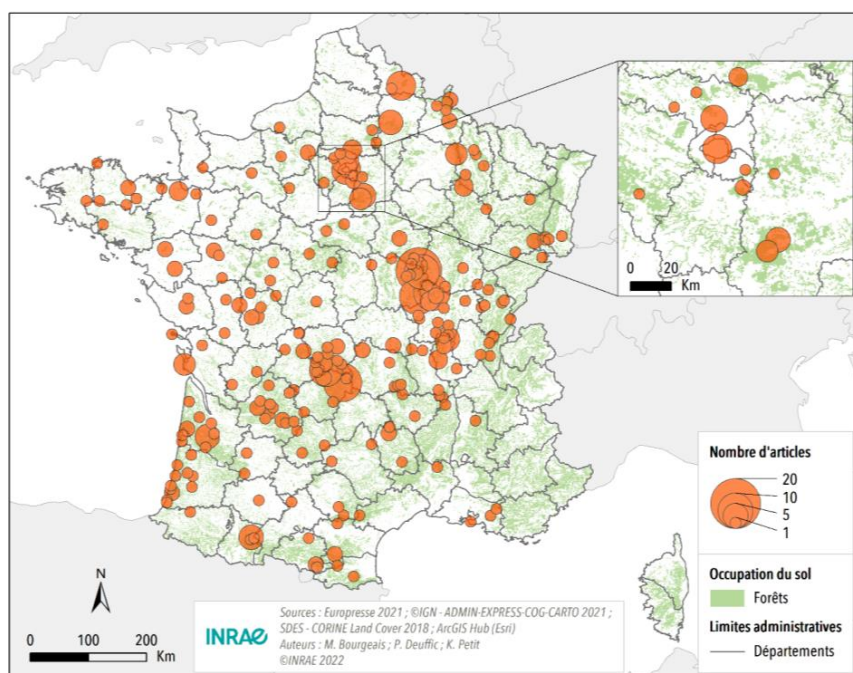 0
20
Km
Nombre d'articles
20
10
5
1
Occupation du sol
Forêts
Limites administratives
Départements
N
0
100
200
Km
INRAE
Sources : Europresse 2021 ; ©IGN - ADMIN-EXPRESS-COG-CARTO 2021 ;
SDES - CORINE Land Cover 2018 ; ArcGIS Hub (Esri)
Auteurs : M. Bourgeais ; P. Deuffic ; K. Petit
©INRAE 2022